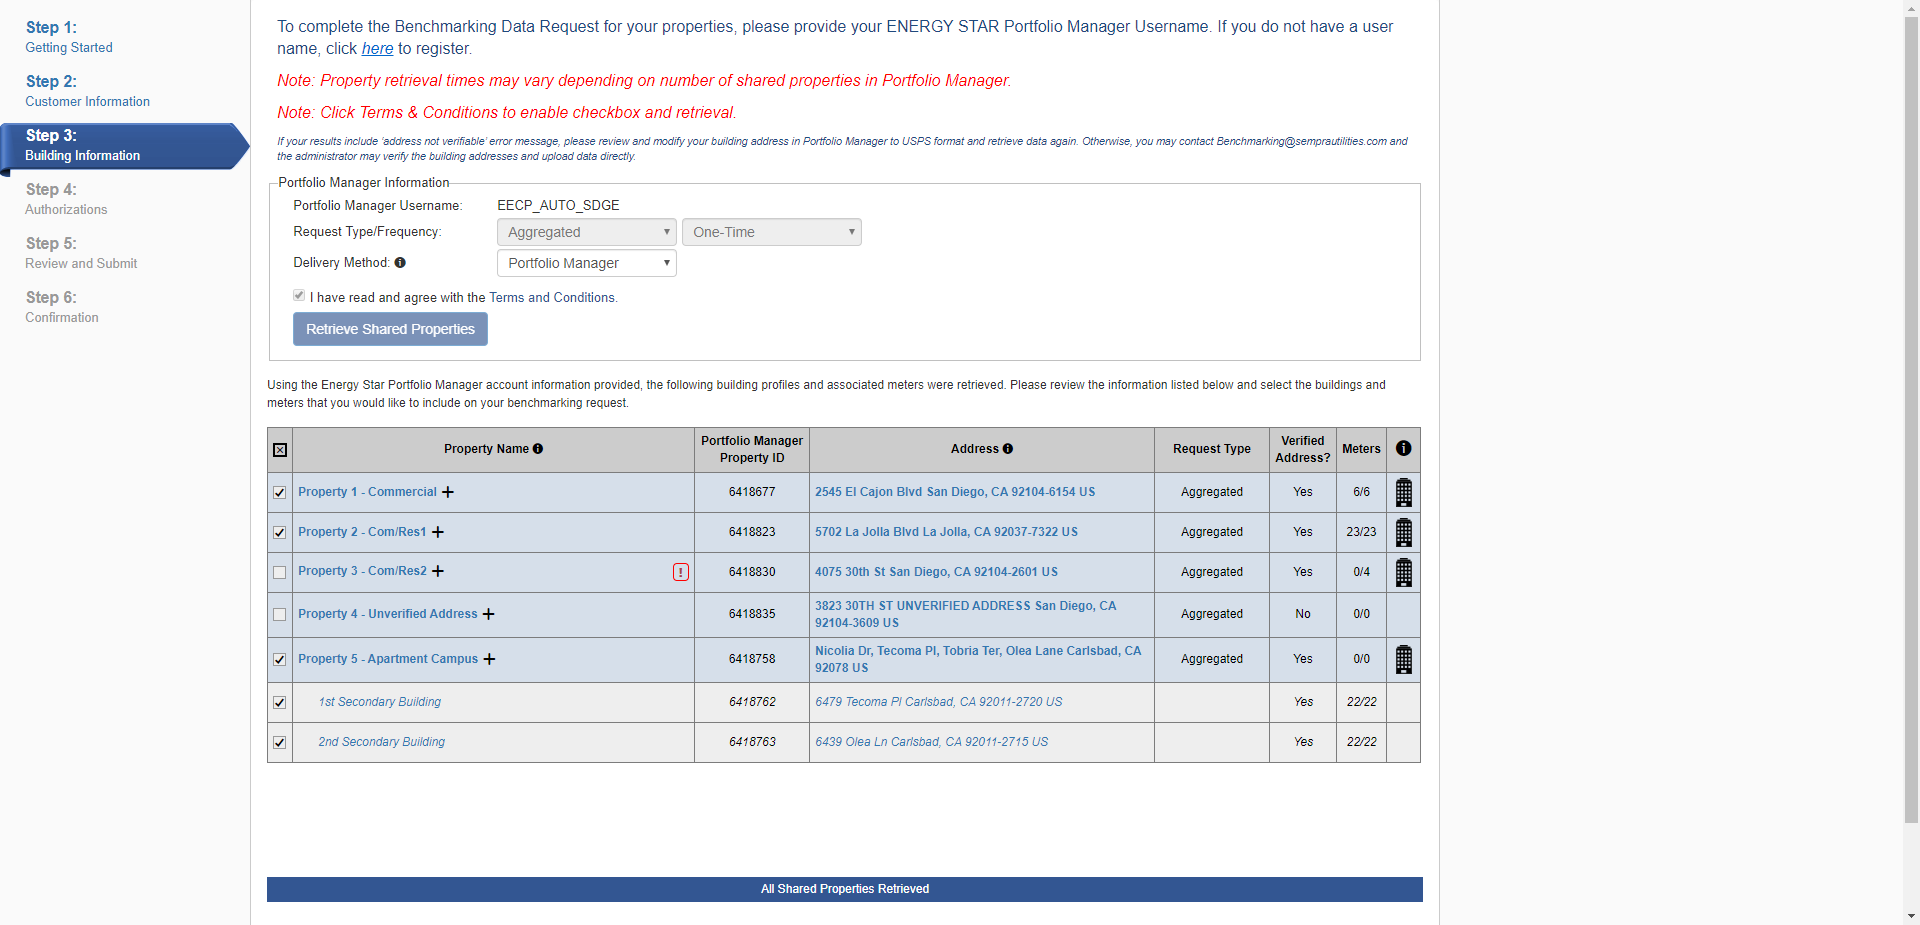 Step 1:
Getting Started
Step 2:
Customer Information
Step 3:
Building Information
Step 4:
Authorizations
Step 5:
Review and Submit
Step 6:
Confirmation
To complete the Benchmarking Data Request for your properties, please provide your ENERGY STAR Portfolio Manager Username. If you do not have a user
name, click here to register.
Note: Property retrieval times may vary depending on number of shared properties in Portfolio Manager.
Note: Click Terms & Conditions to enable checkbox and retrieval.
If your results include 'address not verifiable' error message, please review and modify your building address in Portfolio Manager to USPS format and retrieve data again. Otherwise, you may contact Benchmarking@semprautilities.com and
the administrator may verify the building addresses and upload data directly.
Portfolio Manager Information
Portfolio Manager Username: EECP_AUTO_SDGE
Request Type/Frequency: Aggregated One-Time
Delivery Method: Portfolio Manager
I have read and agree with the Terms and Conditions.
Retrieve Shared Properties
Using the Energy Star Portfolio Manager account information provided, the following building profiles and associated meters were retrieved. Please review the information listed below and select the buildings and
meters that you would like to include on your benchmarking request.
Property Name Portfolio Manager Property ID Address Request Type Verified Address? Meters
Property 1 - Commercial 6418677 2545 El Cajon Blvd San Diego, CA 92104-6154 US Aggregated Yes 6/6
Property 2 - Com/Res1 6418823 5702 La Jolla Blvd La Jolla, CA 92037-7322 US Aggregated Yes 23/23
Property 3 - Com/Res2 ! 6418830 4075 30th St San Diego, CA 92104-2601 US Aggregated Yes 0/4
Property 4 - Unverified Address 6418835 3823 30TH ST UNVERIFIED ADDRESS San Diego, CA 92104-3609 US Aggregated No 0/0
Property 5 - Apartment Campus 6418758 Nicolia Dr, Tecoma Pl, Tobria Ter, Olea Lane Carlsbad, CA 92078 US Aggregated Yes 0/0
1st Secondary Building 6418762 6479 Tecoma Pl Carlsbad, CA 92011-2720 US Yes 22/22
2nd Secondary Building 6418763 6439 Olea Ln Carlsbad, CA 92011-2715 US Yes 22/22
All Shared Properties Retrieved